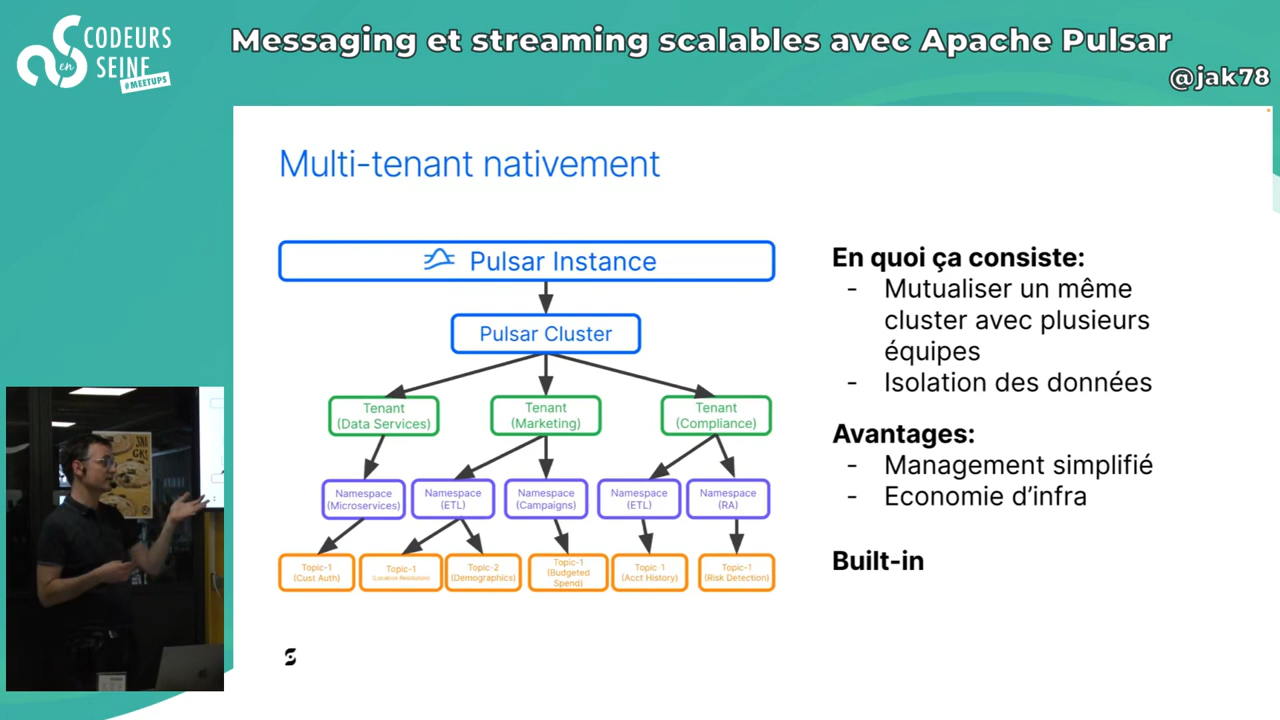 CODEURS
en
SEINE
#MEETUPS
Messaging et streaming scalables avec Apache Pulsar
@jak78
Multi-tenant nativement
Pulsar Instance
Pulsar Cluster
Tenant
(Data Services)
Tenant
(Marketing)
Tenant
(Compliance)
Namespace
(Microservices)
Namespace
(ETL)
Namespace
(Campaigns)
Namespace
(ETL)
Namespace
(RA)
Topic-1
(Cust Auth)
Topic-1
(Location Resolution)
Topic-2
(Demographics)
Topic-1
(Budgeted
Spend)
Topic-1
(Acct History)
Topic-1
(Risk Detection)
En quoi ça consiste:
- Mutualiser un même
cluster avec plusieurs
équipes
- Isolation des données
Avantages:
- Management simplifié
- Economie d’infra
Built-in